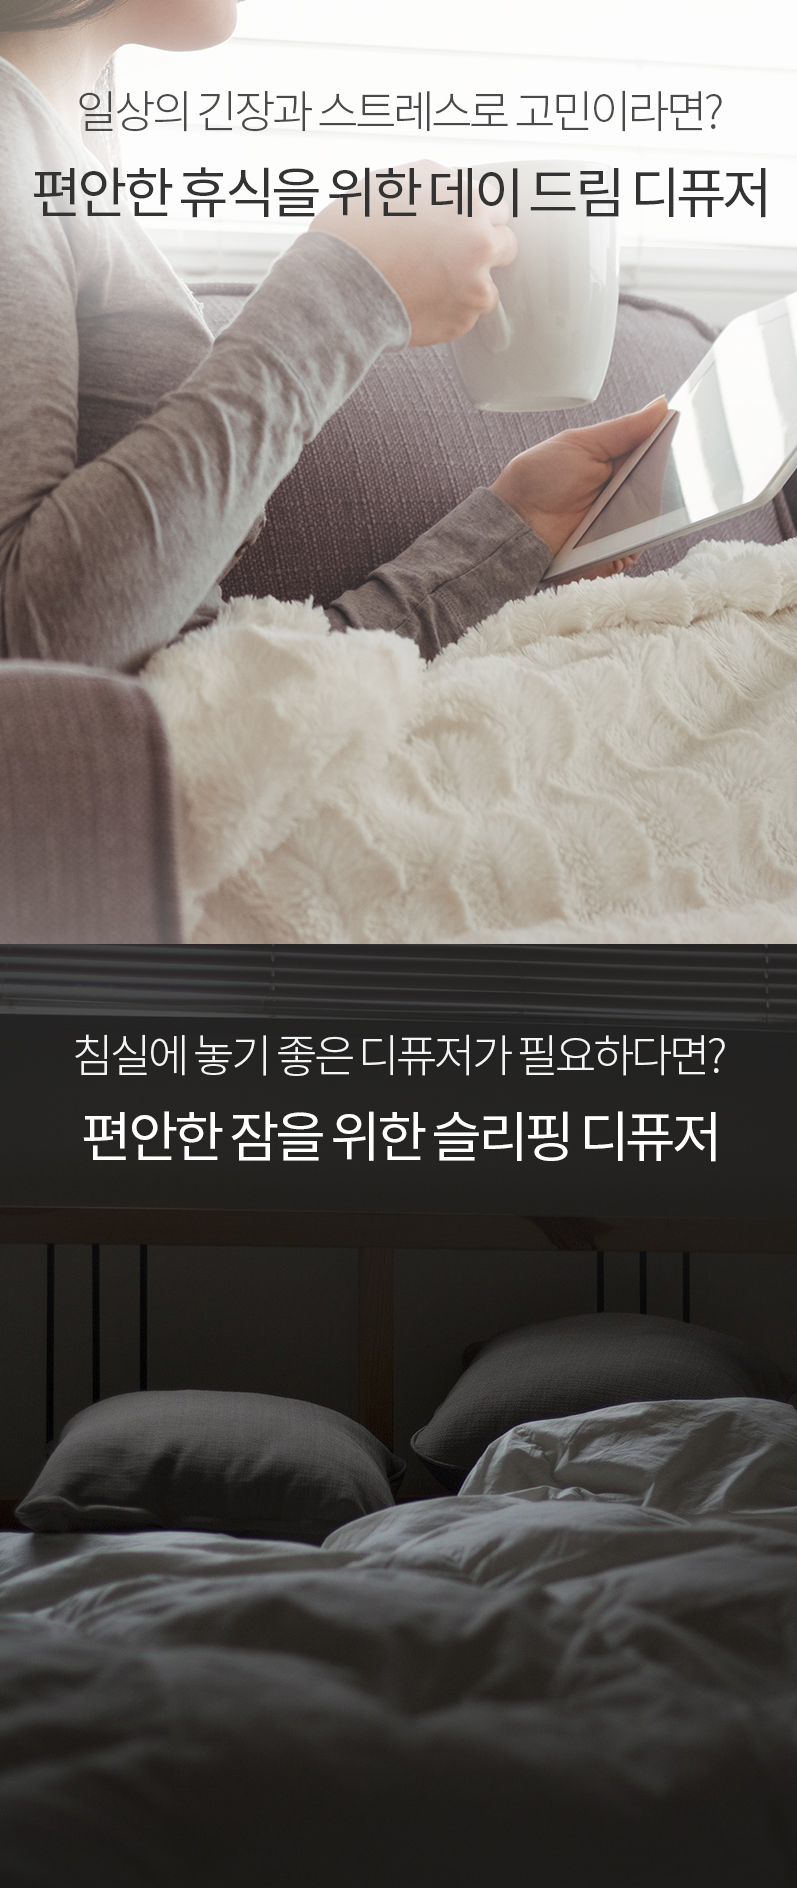 일상의 긴장과 스트레스로 고민이라면?
편안한 휴식을 위한 데이 드림 디퓨저
침실에 놓기 좋은 디퓨저가 필요하다면?
편안한 잠을 위한 슬리핑 디퓨저